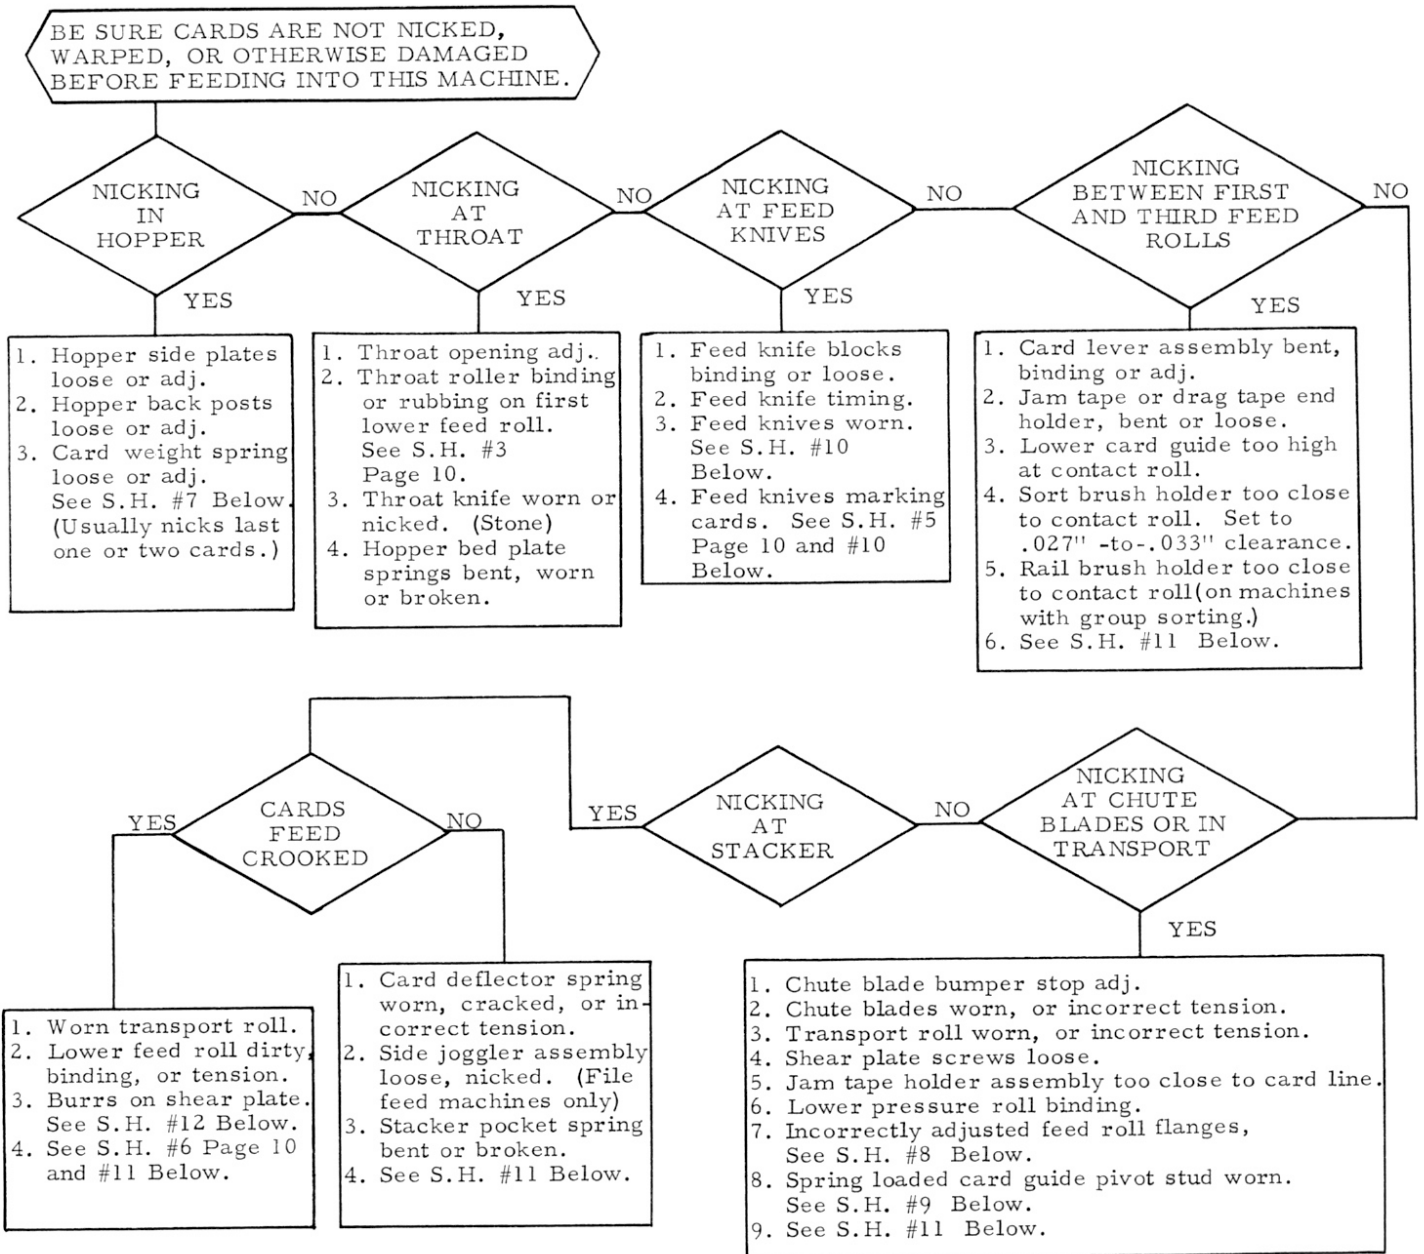 BE SURE CARDS ARE NOT NICKED,
WARPED, OR OTHERWISE DAMAGED
BEFORE FEEDING INTO THIS MACHINE.
NICKING
IN
HOPPER
NO
YES
NICKING
AT
THROAT
NO
YES
NICKING
AT FEED
KNIVES
NO
YES
NICKING
BETWEEN FIRST
AND THIRD FEED
ROLLS
NO
YES
1. Hopper side plates
loose or adj.
2. Hopper back posts
loose or adj.
3. Card weight spring
loose or adj.
See S.H. #7 Below.
(Usually nicks last
one or two cards.)
1. Throat opening adj..
2. Throat roller binding
or rubbing on first
lower feed roll.
See S.H. #3
Page 10.
3. Throat knife worn or
nicked. (Stone)
4. Hopper bed plate
springs bent, worn
or broken.
1. Feed knife blocks
binding or loose.
2. Feed knife timing.
3. Feed knives worn.
See S.H. #10
Below.
4. Feed knives marking
cards. See S.H. #5
Page 10 and #10
Below.
1. Card lever assembly bent,
binding or adj.
2. Jam tape or drag tape end
holder, bent or loose.
3. Lower card guide too high
at contact roll.
4. Sort brush holder too close
to contact roll. Set to
.027" -to-.033" clearance.
5. Rail brush holder too close
to contact roll(on machines
with group sorting.)
6. See S.H. #11 Below.
CARDS
FEED
CROOKED
YES
NO
NICKING
AT
STACKER
YES
NO
NICKING
AT CHUTE
BLADES OR IN
TRANSPORT
YES
1. Worn transport roll.
2. Lower feed roll dirty,
binding, or tension.
3. Burrs on shear plate.
See S.H. #12 Below.
4. See S.H. #6 Page 10
and #11 Below.
1. Card deflector spring
worn, cracked, or in-
correct tension.
2. Side joggler assembly
loose, nicked. (File
feed machines only)
3. Stacker pocket spring
bent or broken.
4. See S.H. #11 Below.
1. Chute blade bumper stop adj.
2. Chute blades worn, or incorrect tension.
3. Transport roll worn, or incorrect tension.
4. Shear plate screws loose.
5. Jam tape holder assembly too close to card line.
6. Lower pressure roll binding.
7. Incorrectly adjusted feed roll flanges,
See S.H. #8 Below.
8. Spring loaded card guide pivot stud worn.
See S.H. #9 Below.
9. See S.H. #11 Below.